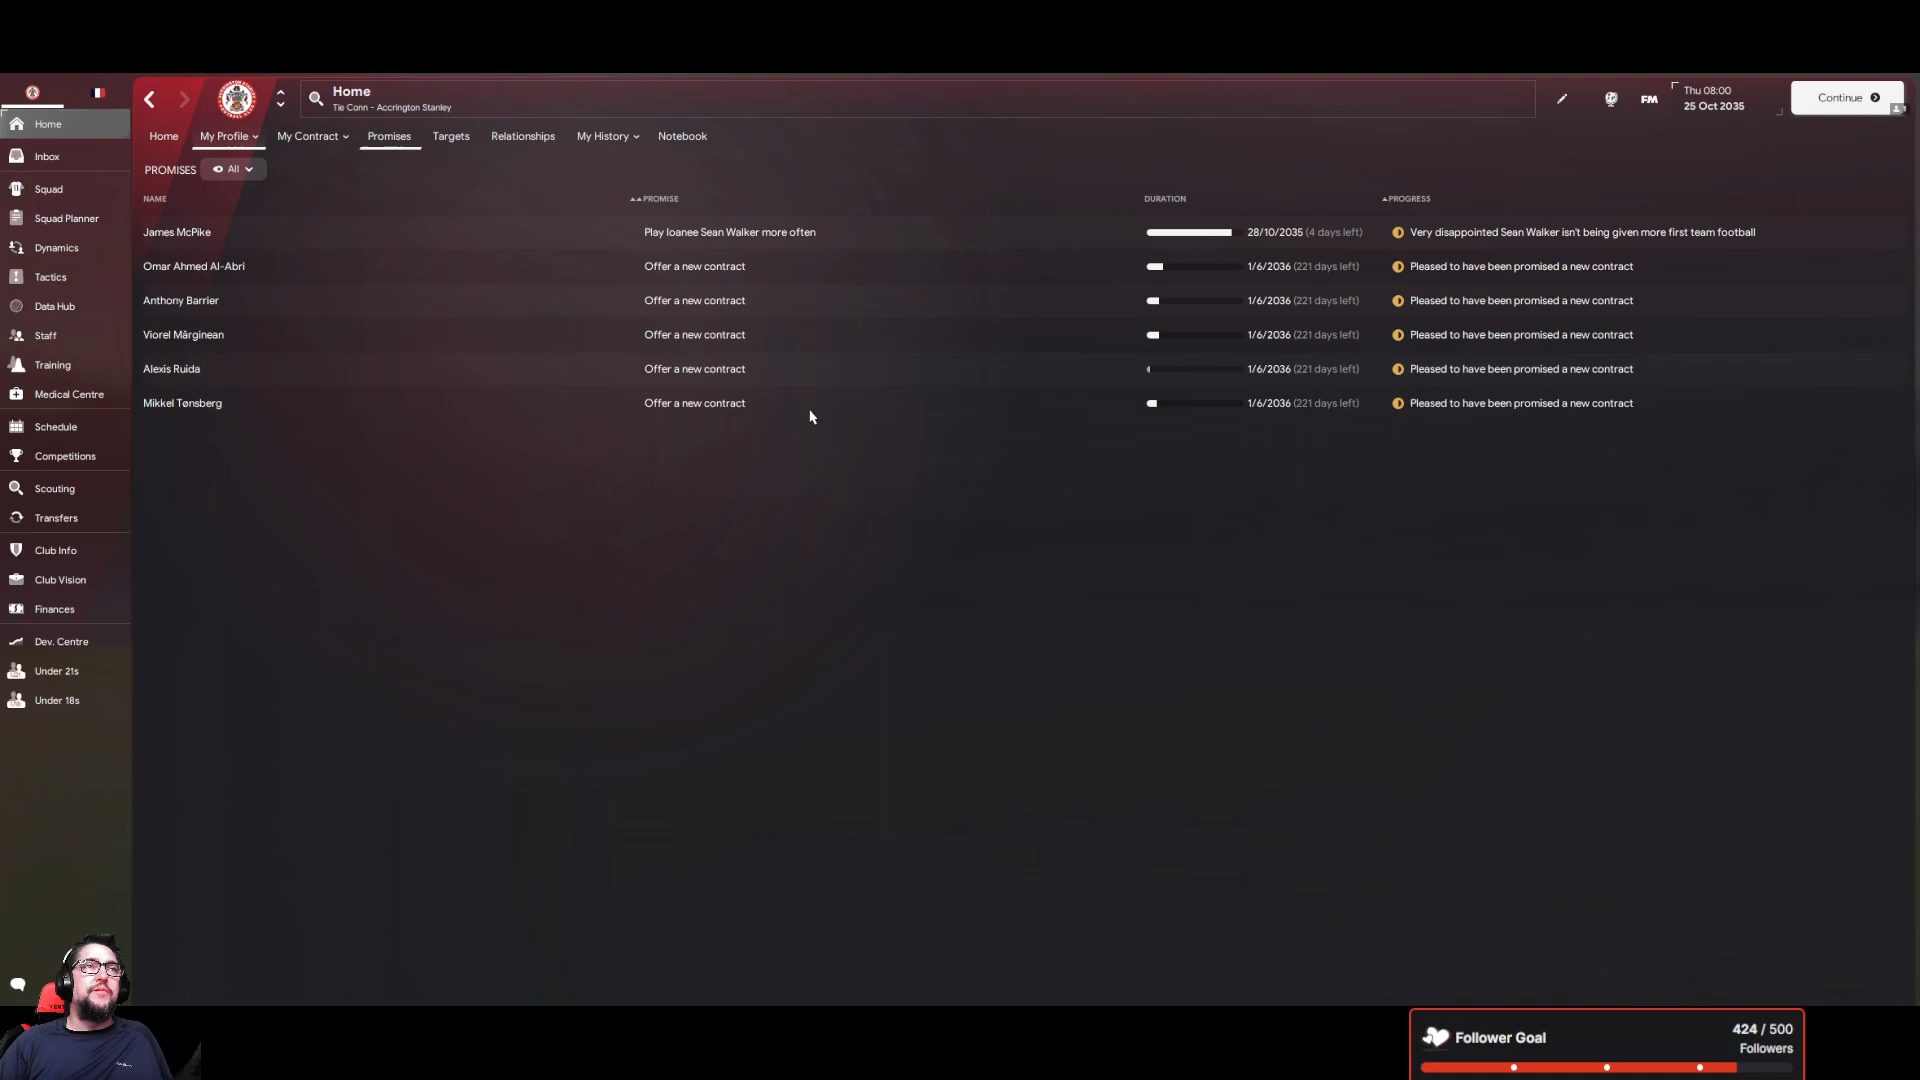 Home
Tie Conn - Accrington Stanley
FM
Thu 08:00
25 Oct 2035
Continue
Home
My Profile
My Contract
Promises
Targets
Relationships
My History
Notebook
PROMISES
All
NAME
PROMISE
DURATION
PROGRESS
James McPike
Play loanee Sean Walker more often
28/10/2035 (4 days left)
Very disappointed Sean Walker isn't being given more first team football
Omar Ahmed Al-Abri
Offer a new contract
1/6/2036 (221 days left)
Pleased to have been promised a new contract
Anthony Barrier
Offer a new contract
1/6/2036 (221 days left)
Pleased to have been promised a new contract
Viorel Mărginean
Offer a new contract
1/6/2036 (221 days left)
Pleased to have been promised a new contract
Alexis Ruida
Offer a new contract
1/6/2036 (221 days left)
Pleased to have been promised a new contract
Mikkel Tønsberg
Offer a new contract
1/6/2036 (221 days left)
Pleased to have been promised a new contract
Home
Inbox
Squad
Squad Planner
Dynamics
Tactics
Data Hub
Staff
Training
Medical Centre
Schedule
Competitions
Scouting
Transfers
Club Info
Club Vision
Finances
Dev. Centre
Under 21s
Under 18s
Follower Goal
424 / 500
Followers